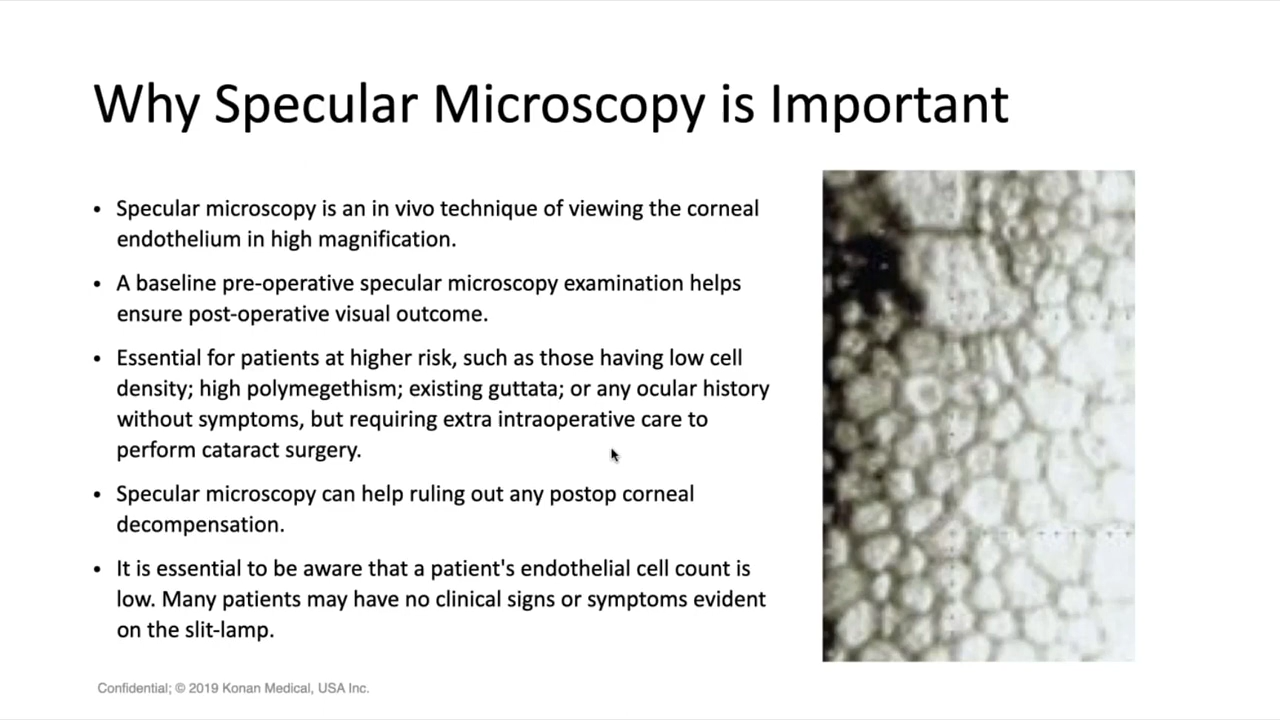 Why Specular Microscopy is Important
• Specular microscopy is an in vivo technique of viewing the corneal
endothelium in high magnification.
• A baseline pre-operative specular microscopy examination helps
ensure post-operative visual outcome.
• Essential for patients at higher risk, such as those having low cell
density; high polymegethism; existing guttata; or any ocular history
without symptoms, but requiring extra intraoperative care to
perform cataract surgery.
• Specular microscopy can help ruling out any postop corneal
decompensation.
• It is essential to be aware that a patient's endothelial cell count is
low. Many patients may have no clinical signs or symptoms evident
on the slit-lamp.
Confidential; © 2019 Konan Medical, USA Inc.